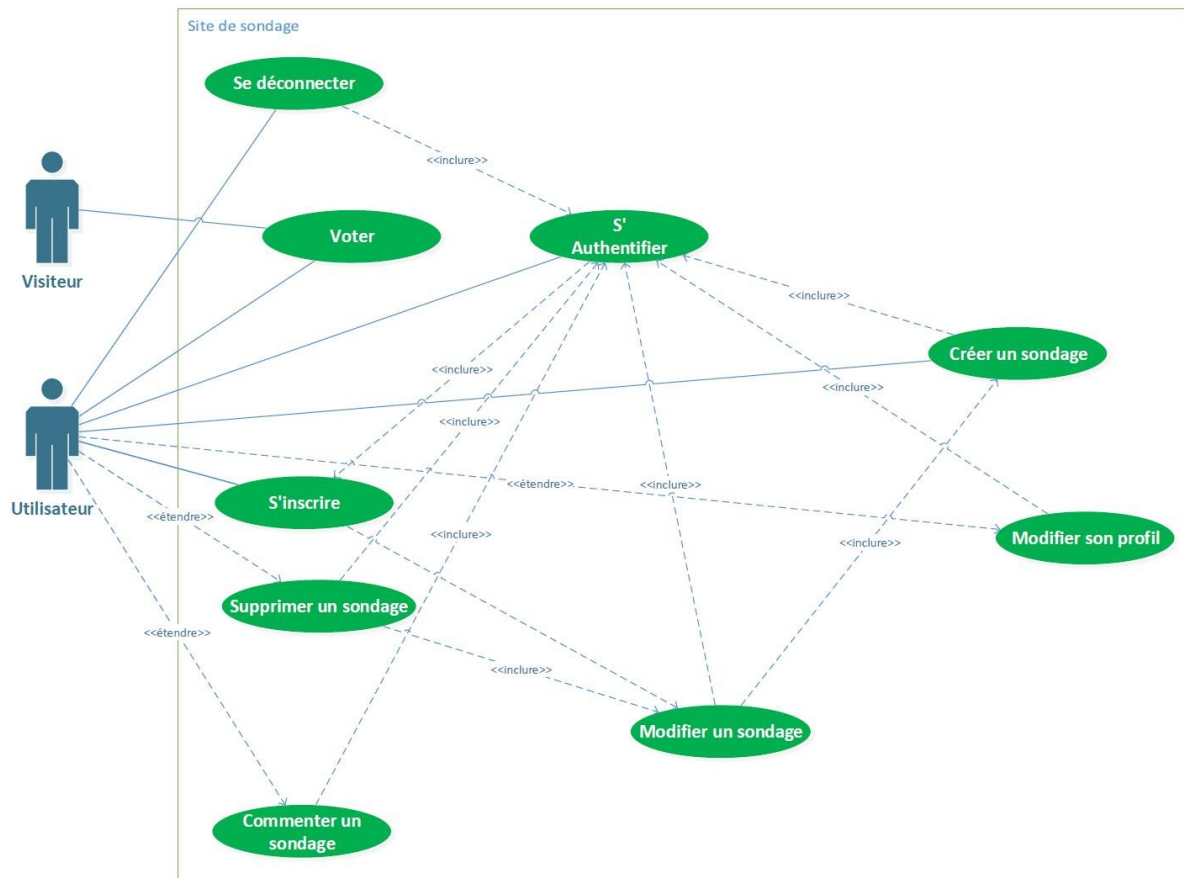 Site de sondage
Se déconnecter
<<inclure>>
Visiteur
Voter
S'
Authentifier
<<inclure>>
Créer un sondage
<<inclure>>
<<inclure>>
<<inclure>>
Utilisateur
S'inscrire
<<étendre>>
<<inclure>>
<<étendre>>
<<inclure>>
<<inclure>>
Modifier son profil
Supprimer un sondage
<<étendre>>
<<inclure>>
Modifier un sondage
Commenter un
sondage